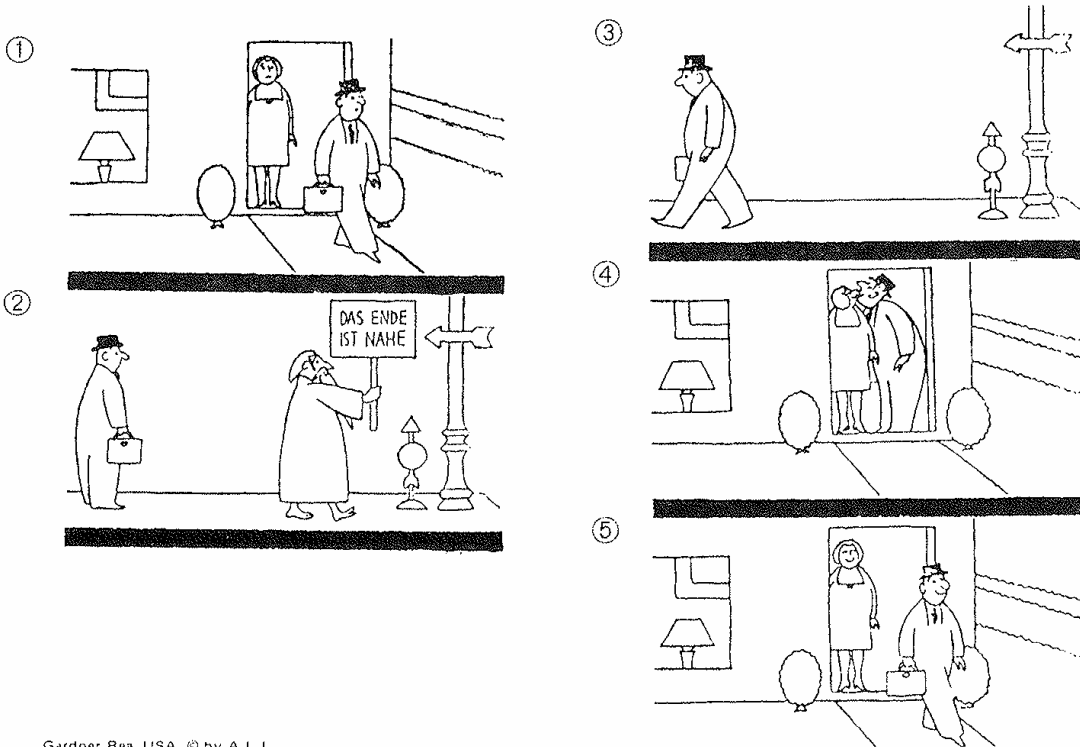 ①
②
DAS ENDE
IST NAHE
③
④
⑤
Gardner Rea, USA, © by A.L.I.